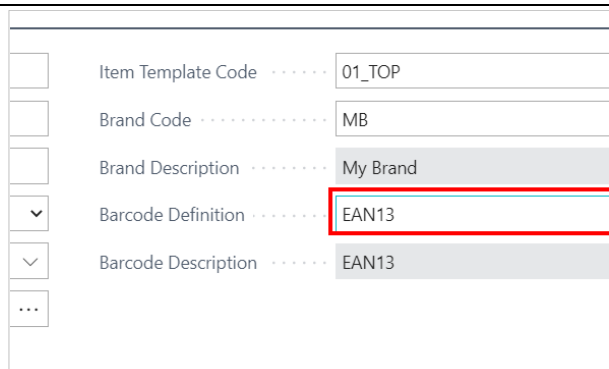 Item Template Code 01_TOP
Brand Code MB
Brand Description My Brand
Barcode Definition EAN13
Barcode Description EAN13
...